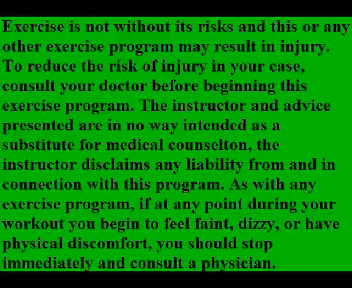 Exercise is not without its risks and this or any
other exercise program may result in injury.
To reduce the risk of injury in your case,
consult your doctor before beginning this
exercise program. The instructor and advice
presented are in no way intended as a
substitute for medical counselton, the
instructor disclaims any liability from and in
connection with this program. As with any
exercise program, if at any point during your
workout you begin to feel faint, dizzy, or have
physical discomfort, you should stop
immediately and consult a physician.